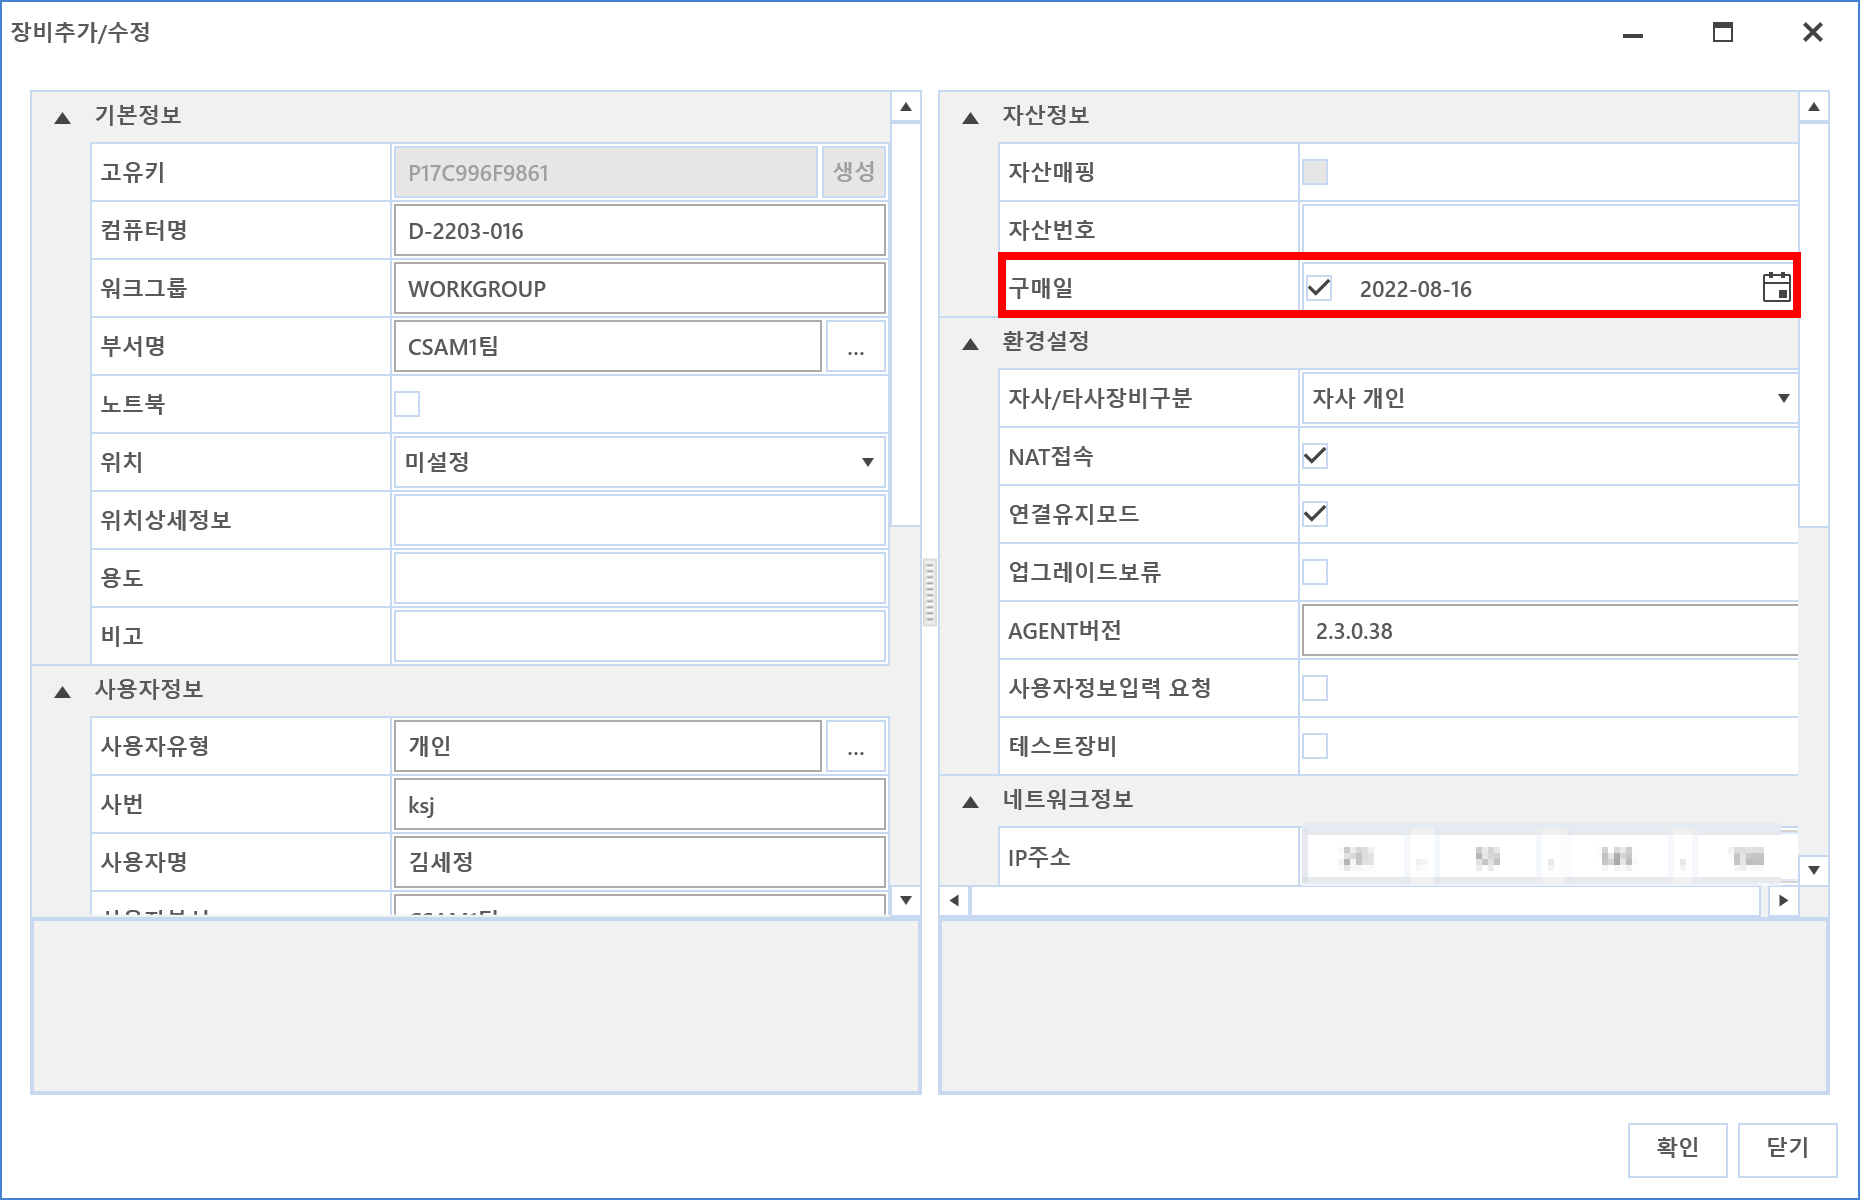 장비추가/수정
기본정보
고유키 P17C996F9861 생성
컴퓨터명 D-2203-016
워크그룹 WORKGROUP
부서명 CSAM1팀 ...
노트북
위치 미설정
위치상세정보
용도
비고
사용자정보
사용자유형 개인 ...
사번 ksj
사용자명 김세정
자산정보
자산매핑
자산번호
구매일 2022-08-16
환경설정
자사/타사장비구분 자사 개인
NAT접속
연결유지모드
업그레이드보류
AGENT버전 2.3.0.38
사용자정보입력 요청
테스트장비
네트워크정보
IP주소
확인 닫기